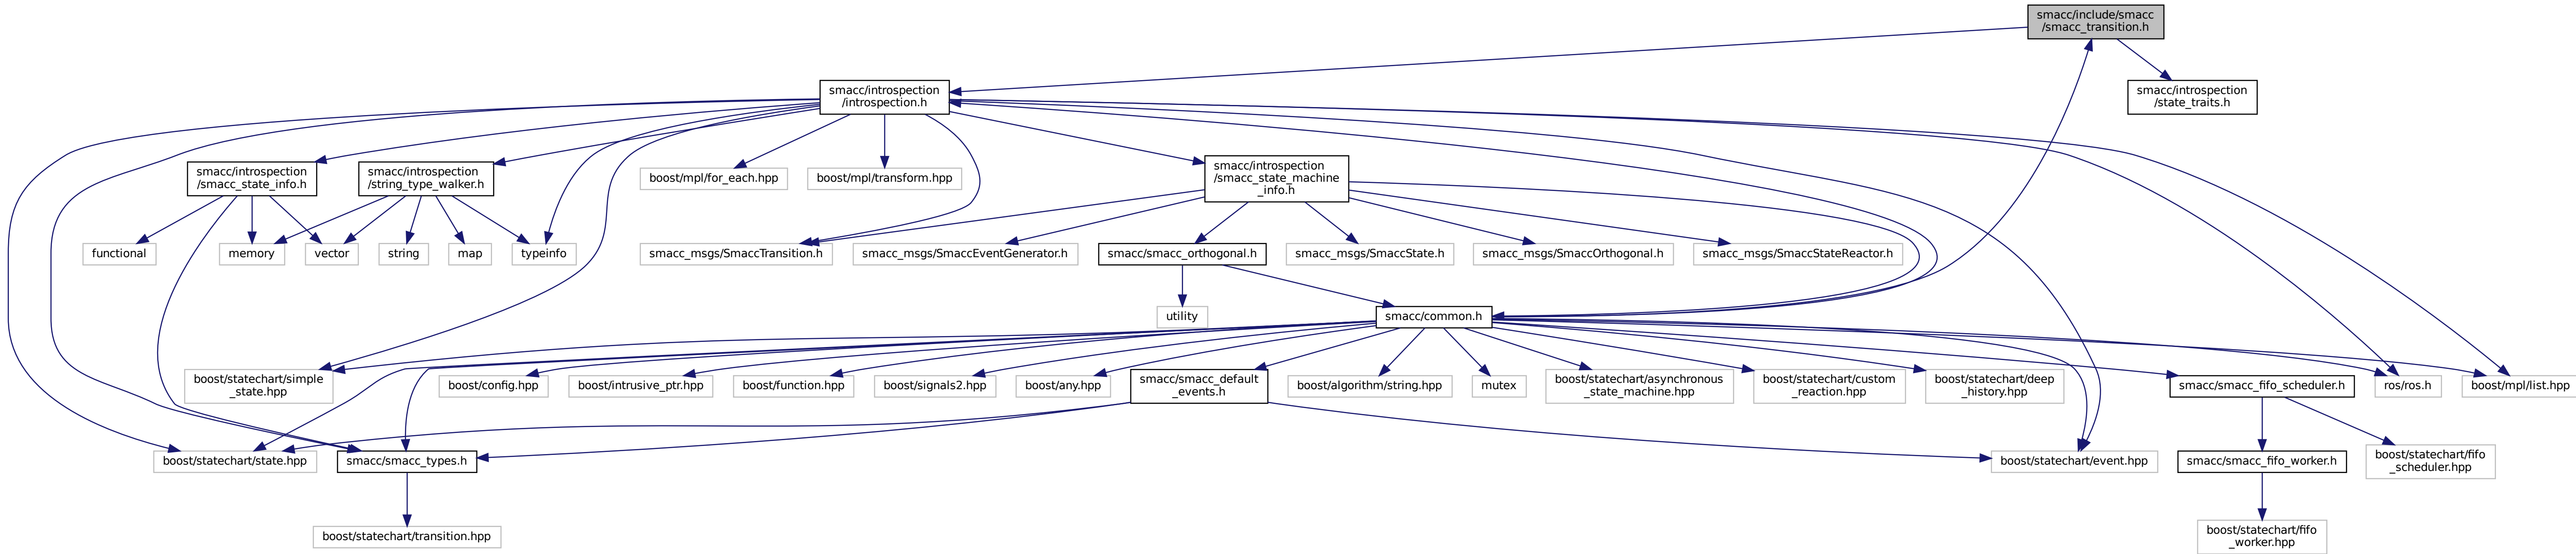 smacc/include/smacc
/smacc_transition.h
smacc/introspection
/introspection.h
smacc/introspection
/state_traits.h
smacc/introspection
/smacc_state_info.h
smacc/introspection
/string_type_walker.h
boost/mpl/for_each.hpp
boost/mpl/transform.hpp
smacc/introspection
/smacc_state_machine
_info.h
functional
memory
vector
string
map
typeinfo
smacc_msgs/SmaccTransition.h
smacc_msgs/SmaccEventGenerator.h
smacc/smacc_orthogonal.h
smacc_msgs/SmaccState.h
smacc_msgs/SmaccOrthogonal.h
smacc_msgs/SmaccStateReactor.h
utility
smacc/common.h
boost/statechart/simple
_state.hpp
boost/config.hpp
boost/intrusive_ptr.hpp
boost/function.hpp
boost/signals2.hpp
boost/any.hpp
smacc/smacc_default
_events.h
boost/algorithm/string.hpp
mutex
boost/statechart/asynchronous
_state_machine.hpp
boost/statechart/custom
_reaction.hpp
boost/statechart/deep
_history.hpp
smacc/smacc_fifo_scheduler.h
ros/ros.h
boost/mpl/list.hpp
boost/statechart/state.hpp
smacc/smacc_types.h
boost/statechart/event.hpp
smacc/smacc_fifo_worker.h
boost/statechart/fifo
_scheduler.hpp
boost/statechart/transition.hpp
boost/statechart/fifo
_worker.hpp